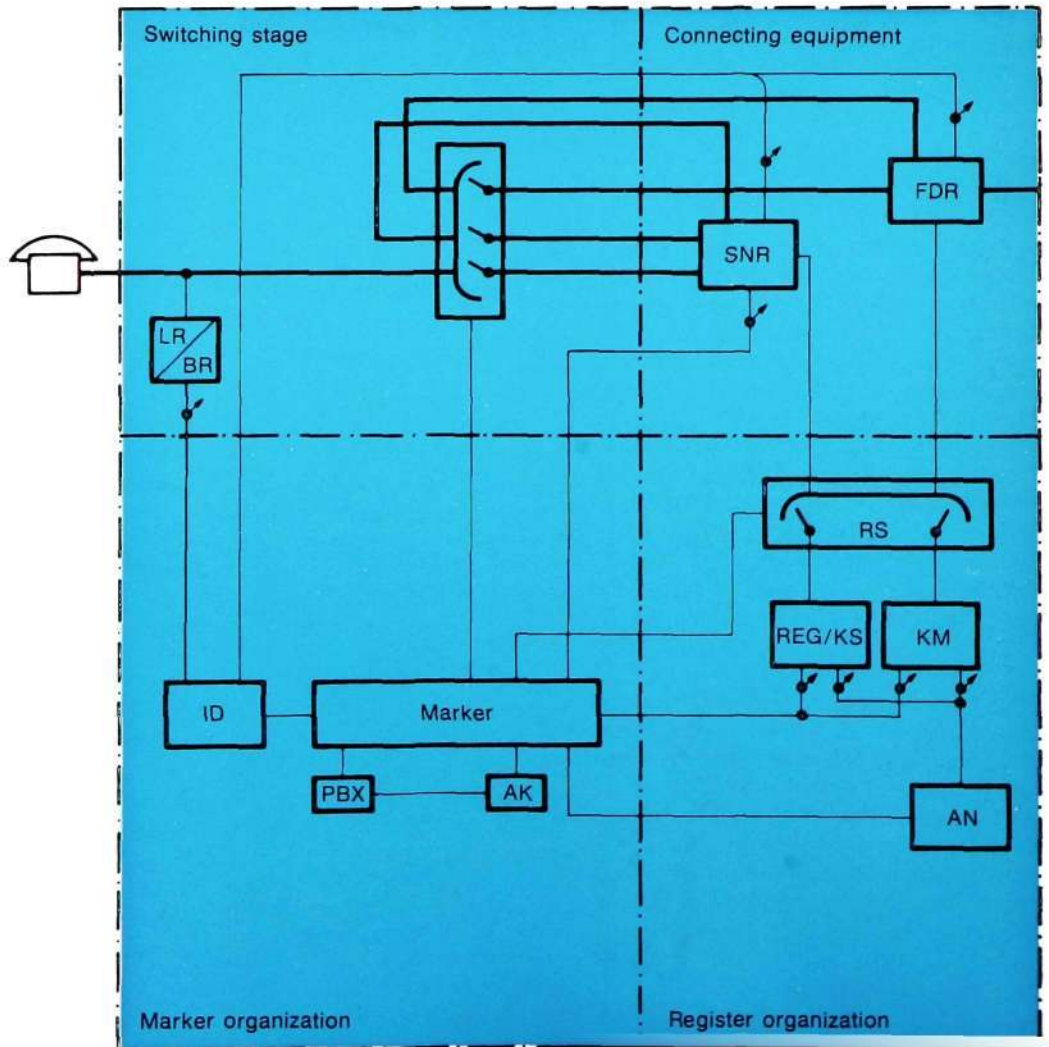 Switching stage
Connecting equipment
FDR
SNR
LR/BR
RS
REG/KS
KM
ID
Marker
PBX
AK
AN
Marker organization
Register organization